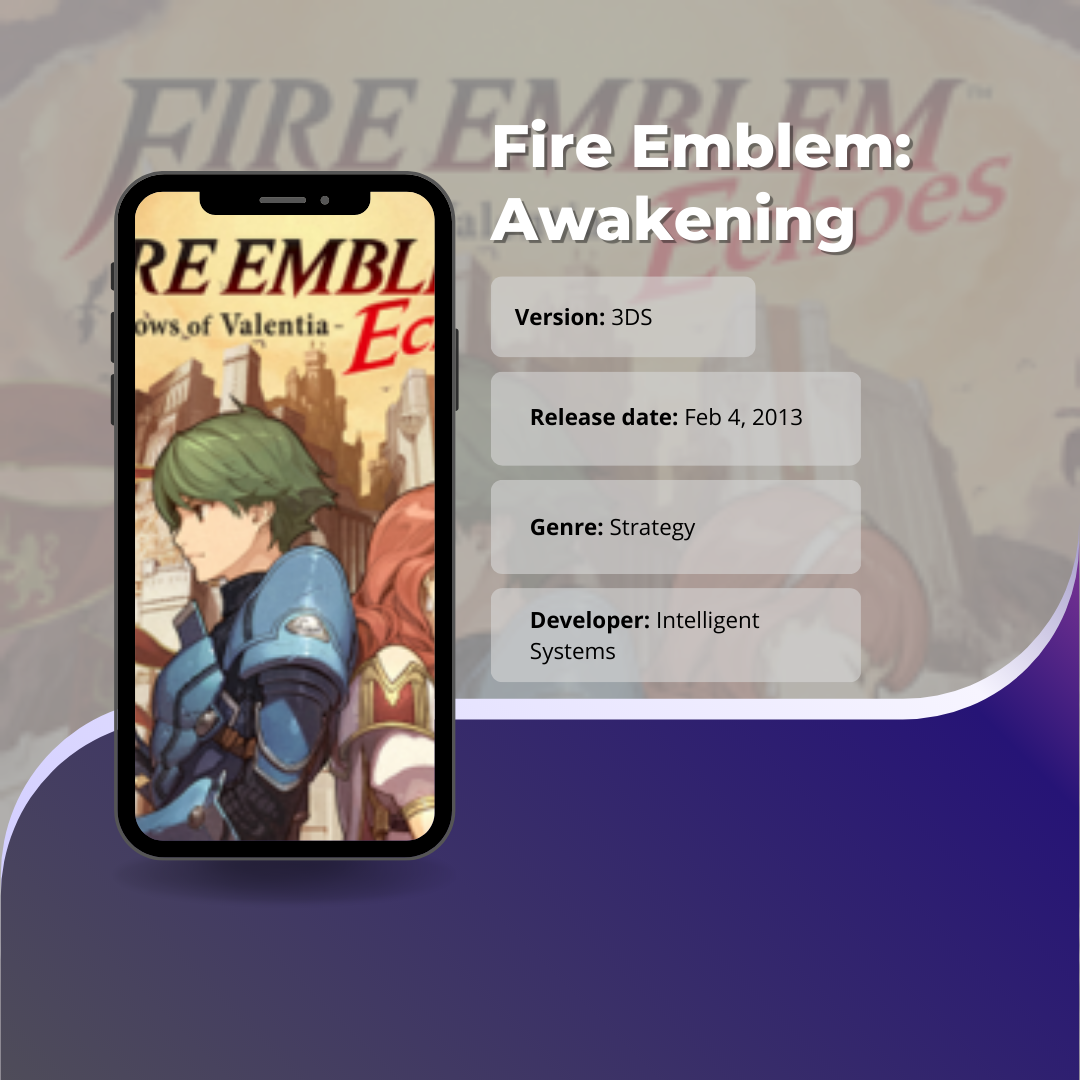 FIRE EMBLEM™
Echoes
Fire Emblem:
Awakening
RE EMBL
ows of Valentia -
Ec
Version: 3DS
Release date: Feb 4, 2013
Genre: Strategy
Developer: Intelligent
Systems